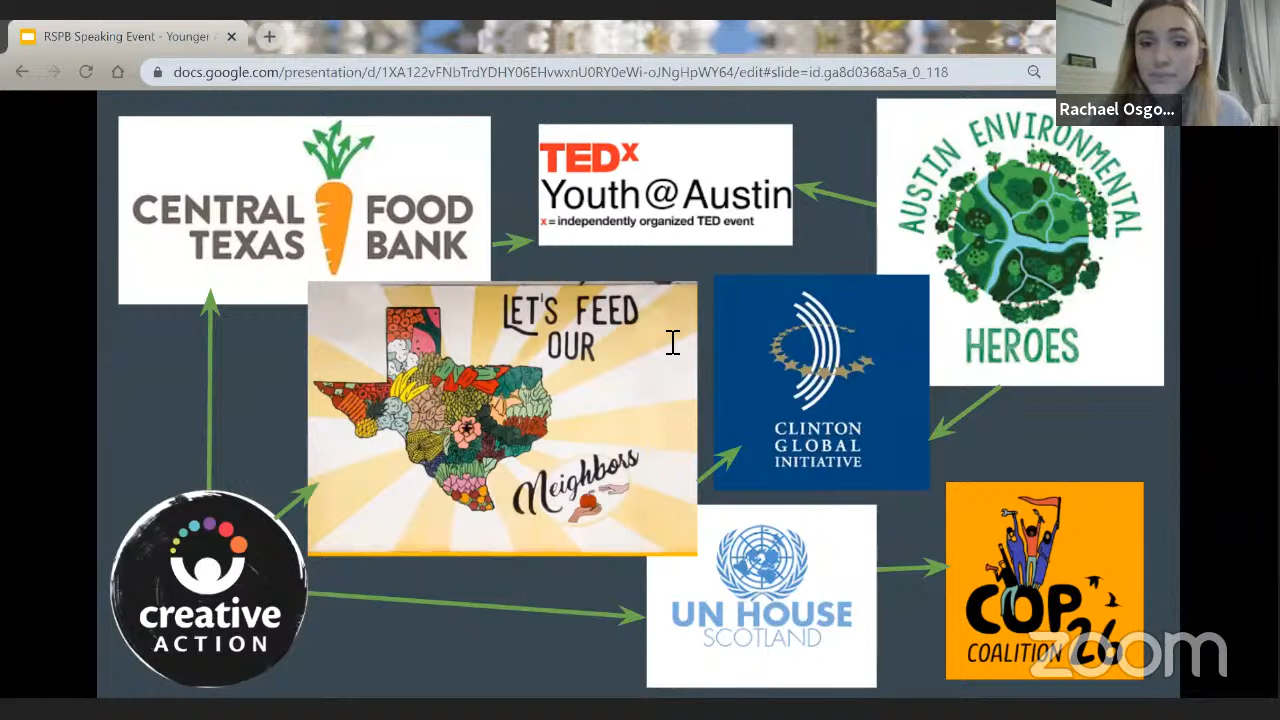 RSPB Speaking Event - Younger
docs.google.com/presentation/d/1XA122vFNbTrdYDHY06EHvwxnU0RY0eWi-oJNgHpWY64/edit#slide=id.ga8d0368a5a_0_118
Rachael Osgo...
CENTRAL TEXAS
FOOD BANK
TEDx
Youth@Austin
x = independently organized TED event
AUSTIN ENVIRONMENTAL
HEROES
LET'S FEED
OUR
Neighbors
CLINTON
GLOBAL
INITIATIVE
creative
ACTION
UN HOUSE
SCOTLAND
COP
26
COALITION
zoom